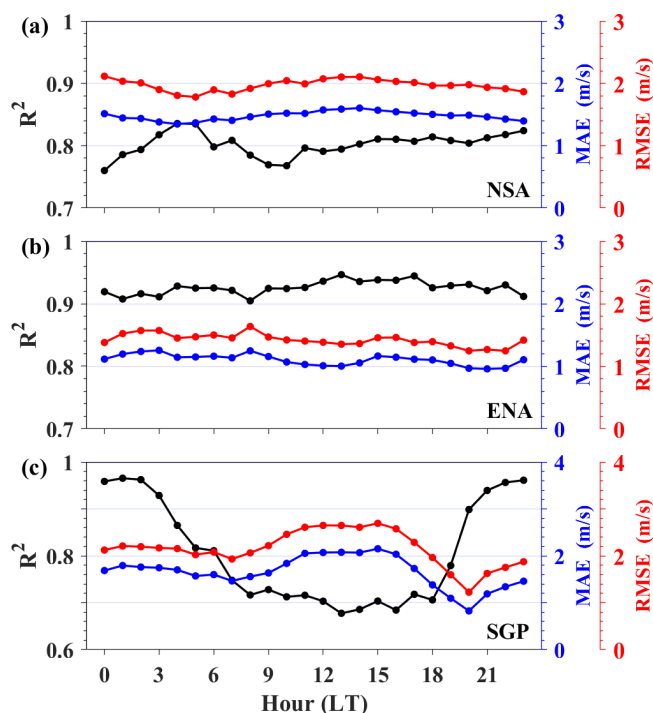 (a)
1
0.9
0.8
0.7
R²
3
2
1
0
MAE (m/s)
3
2
1
0
RMSE (m/s)
NSA
(b)
1
0.9
0.8
0.7
R²
3
2
1
0
MAE (m/s)
3
2
1
0
RMSE (m/s)
ENA
(c)
1
0.8
0.6
R²
4
2
0
MAE (m/s)
4
2
0
RMSE (m/s)
SGP
0 3 6 9 12 15 18 21
Hour (LT)